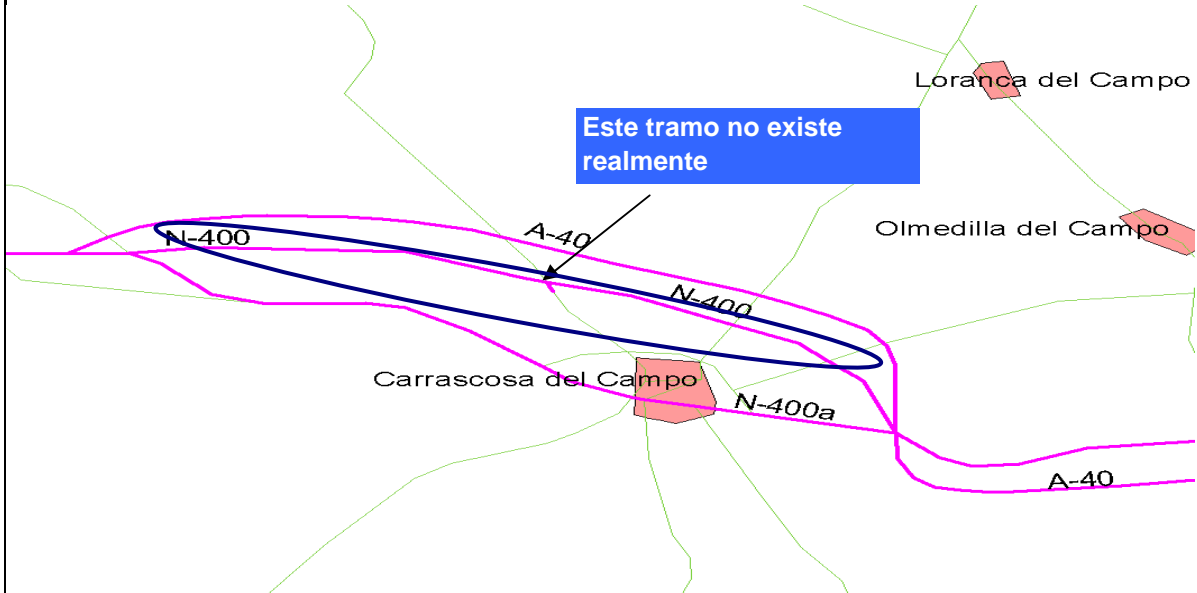 Loranca del Campo
Este tramo no existe
realmente
Olmedilla del Campo
N-400
A-40
N-400
Carrascosa del Campo
N-400a
A-40